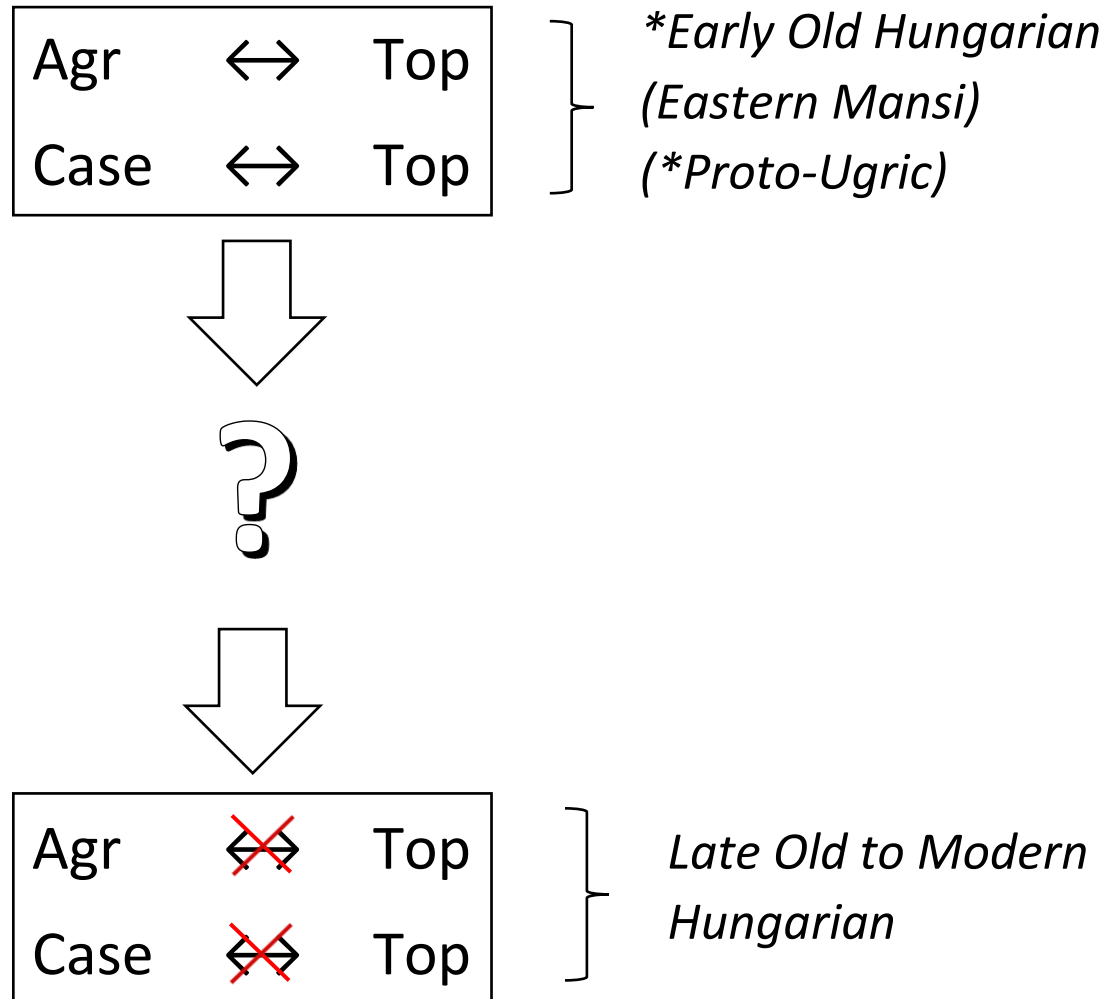 Agr ↔ Top
Case ↔ Top
*Early Old Hungarian
(Eastern Mansi)
(*Proto-Ugric)
?
Agr ↔ Top
Case ↔ Top
Late Old to Modern
Hungarian